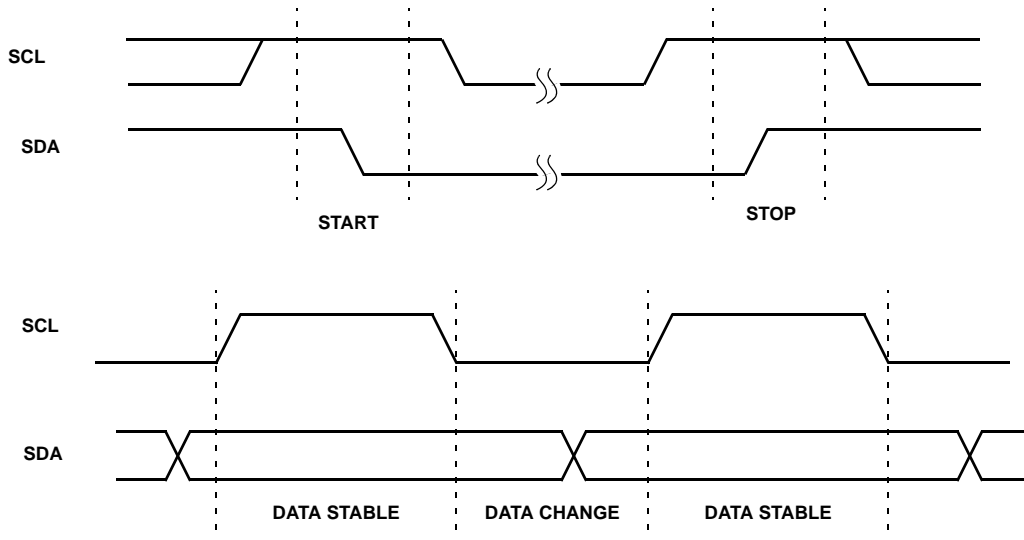 SCL
SDA
START
STOP
SCL
SDA
DATA STABLE
DATA CHANGE
DATA STABLE